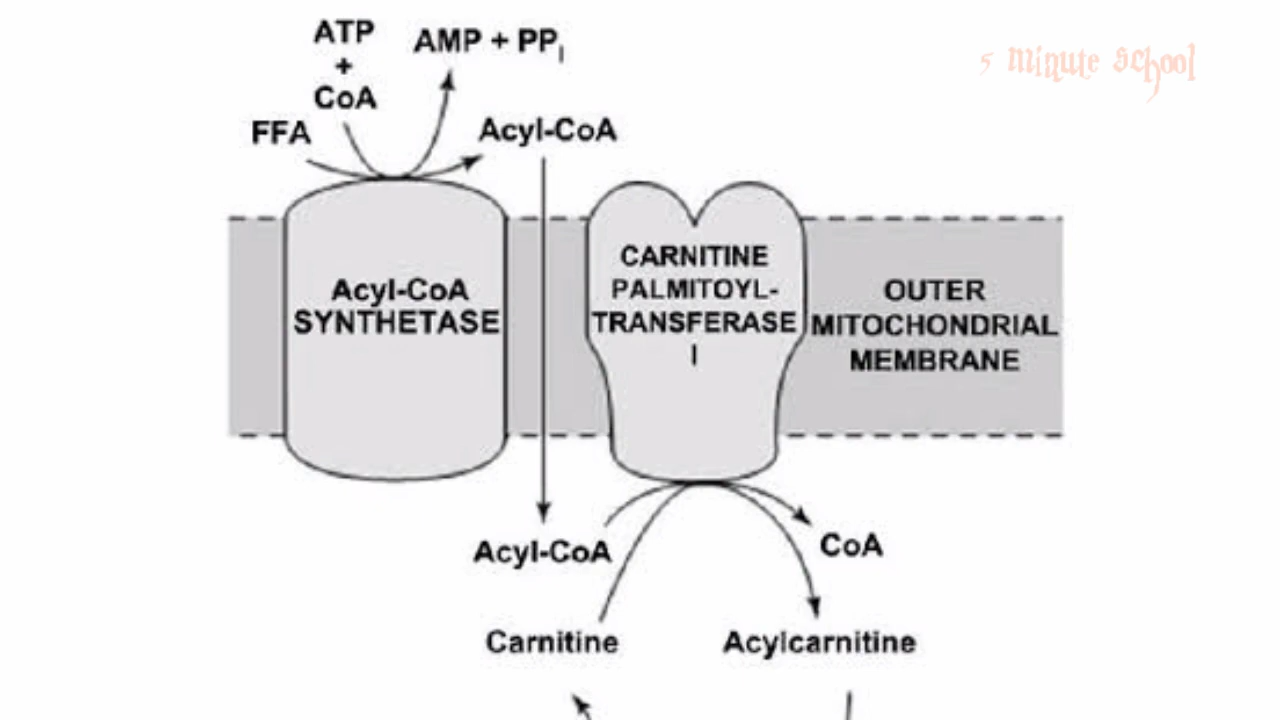 ATP
+
CoA
AMP + PPI
FFA
Acyl-CoA
5 Minute School
Acyl-CoA
SYNTHETASE
CARNITINE
PALMITOYL-
TRANSFERASE
I
OUTER
MITOCHONDRIAL
MEMBRANE
Acyl-CoA
CoA
Carnitine
Acylcarnitine